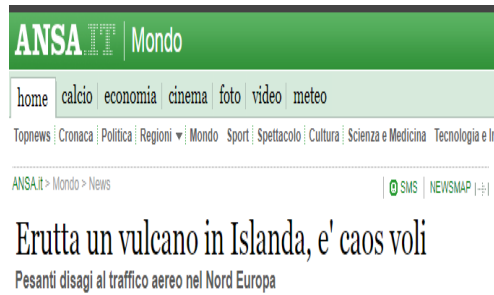 ANSA.IT Mondo
home calcio economia cinema foto video meteo
Topnews Cronaca Politica Regioni Mondo Sport Spettacolo Cultura Scienza e Medicina Tecnologia e
ANSA.it > Mondo > News SMS NEWSMAP
Erutta un vulcano in Islanda, e' caos voli
Pesanti disagi al traffico aereo nel Nord Europa